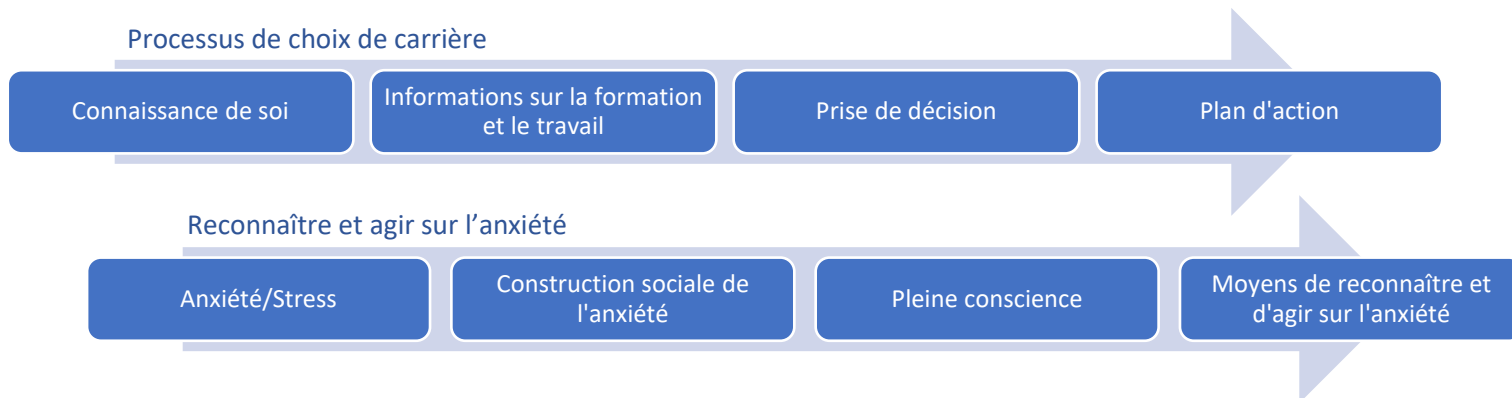 Processus de choix de carrière
Connaissance de soi
Informations sur la formation
et le travail
Prise de décision
Plan d'action
Reconnaître et agir sur l’anxiété
Anxiété/Stress
Construction sociale de
l'anxiété
Pleine conscience
Moyens de reconnaître et
d'agir sur l'anxiété